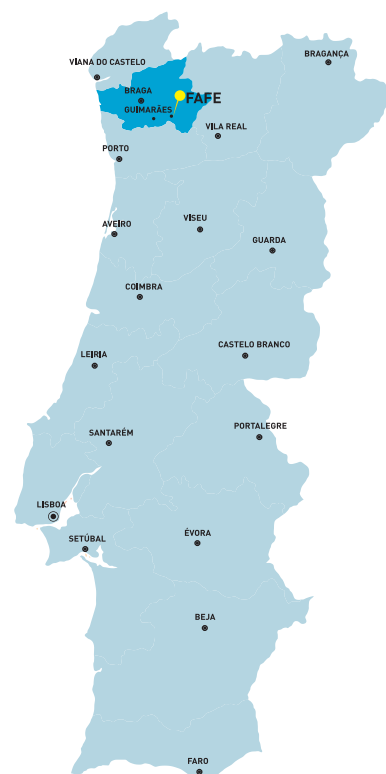 BRAGANÇA
VIANA DO CASTELO
BRAGA
FAFE
GUIMARÃES
VILA REAL
PORTO
VISEU
AVEIRO
GUARDA
COIMBRA
CASTELO BRANCO
LEIRIA
PORTALEGRE
SANTARÉM
LISBOA
ÉVORA
SETÚBAL
BEJA
FARO